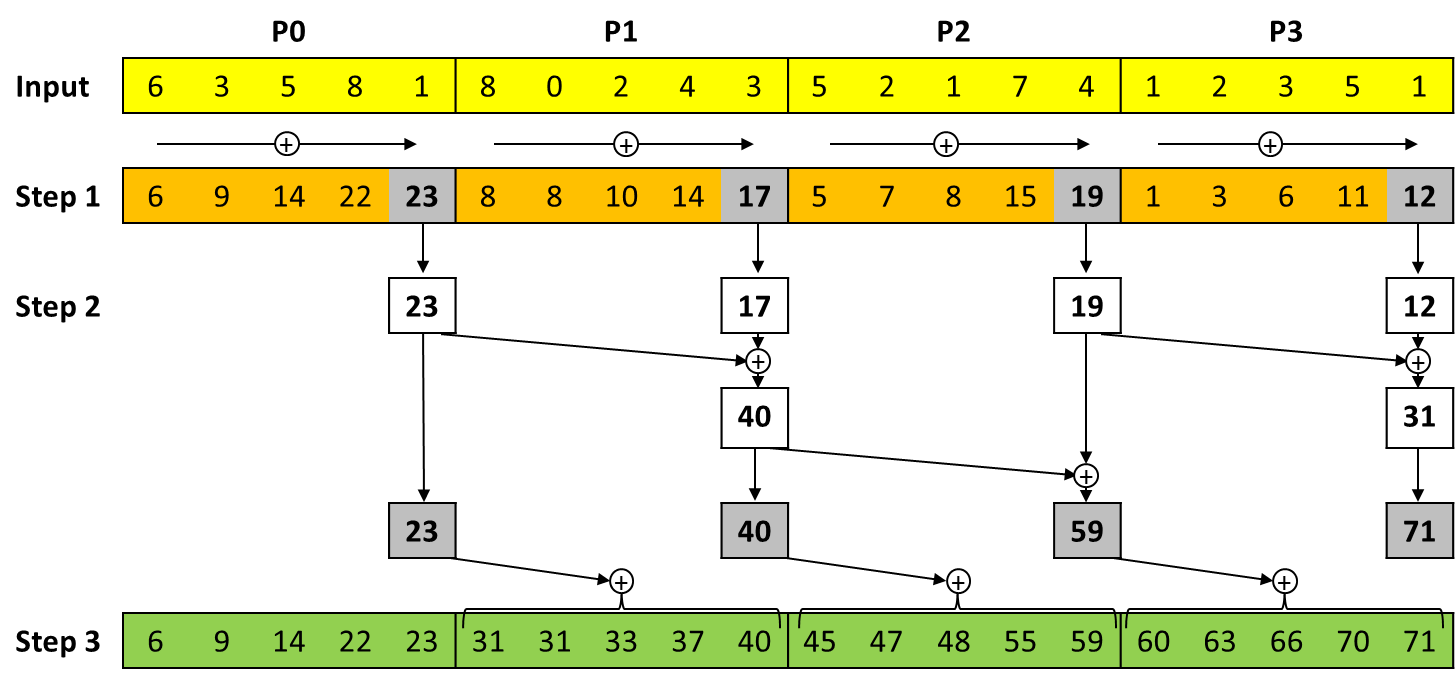 P0 P1 P2 P3
Input 6 3 5 8 1 8 0 2 4 3 5 2 1 7 4 1 2 3 5 1
+ + + +
Step 1 6 9 14 22 23 8 8 10 14 17 5 7 8 15 19 1 3 6 11 12
Step 2 23 17 19 12
+ +
40 31
+
23 40 59 71
+ + +
Step 3 6 9 14 22 23 31 31 33 37 40 45 47 48 55 59 60 63 66 70 71